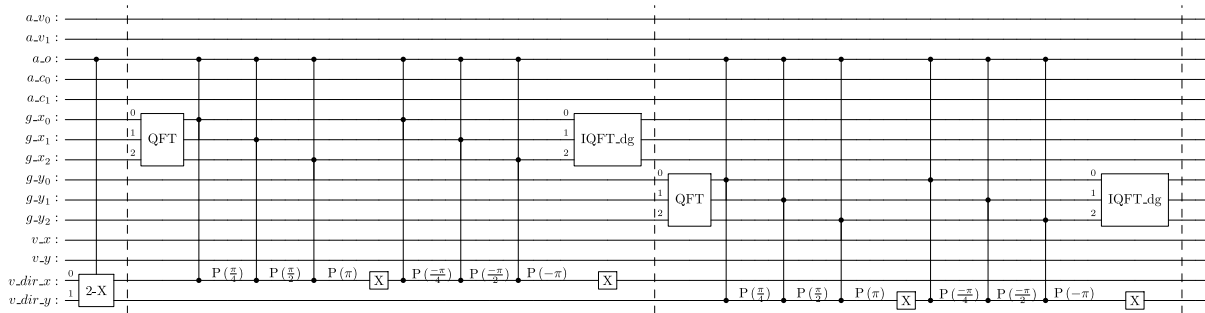 a_v₀ :
a_v₁ :
a_o :
a_c₀ :
a_c₁ :
g_x₀ : 0 QFT 0 IQFT_dg
g_x₁ : 1 1
g_x₂ : 2 2
g_y₀ : 0 QFT 0 IQFT_dg
g_y₁ : 1 1
g_y₂ : 2 2
v_x :
v_y :
v_dir_x : 0 2-X P(π/4) P(π/2) P(π) X P(-π/4) P(-π/2) P(-π) X
v_dir_y : 1 P(π/4) P(π/2) P(π) X P(-π/4) P(-π/2) P(-π) X